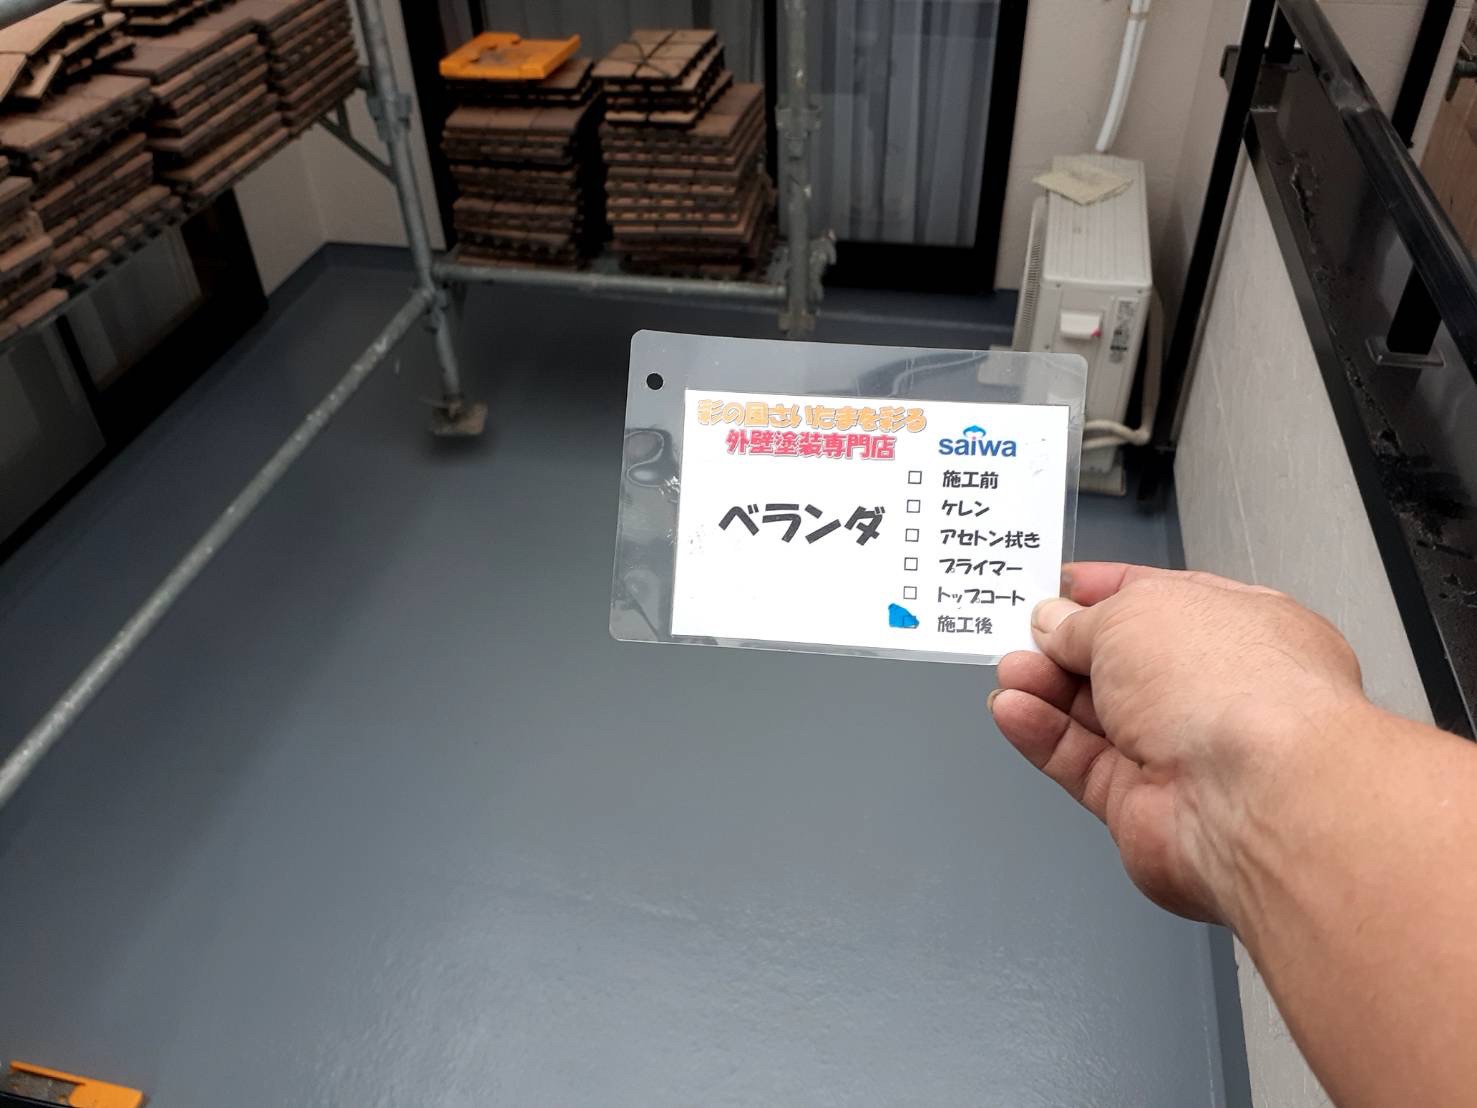 彩の国さいたまを彩る
外壁塗装専門店
saiwa
ベランダ
□ 施工前
□ ケレン
□ アセトン拭き
□ プライマー
□ トップコート
□ 施工後